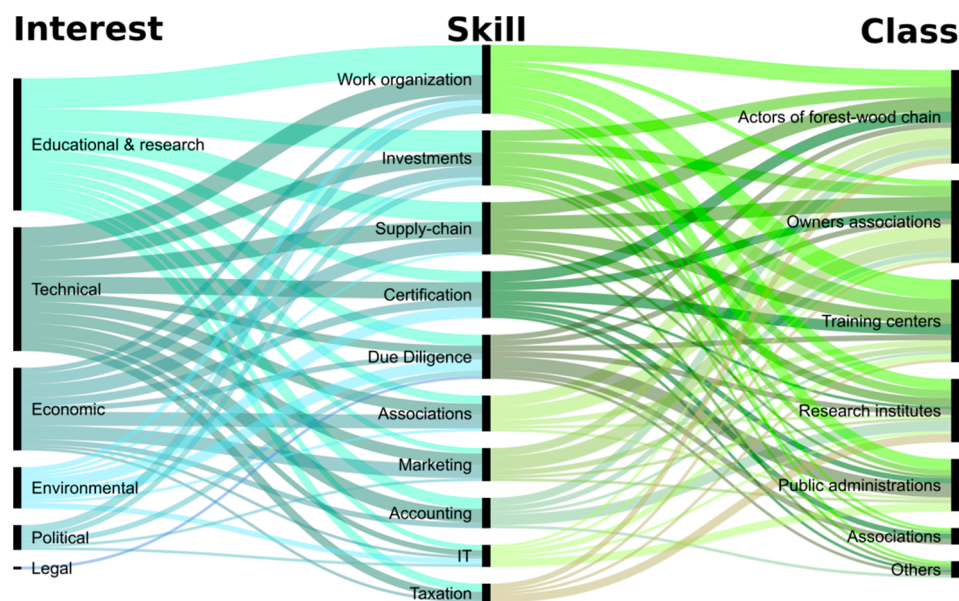 Interest
Skill
Class
Educational & research
Technical
Economic
Environmental
Political
Legal
Work organization
Investments
Supply-chain
Certification
Due Diligence
Associations
Marketing
Accounting
IT
Taxation
Actors of forest-wood chain
Owners associations
Training centers
Research institutes
Public administrations
Associations
Others